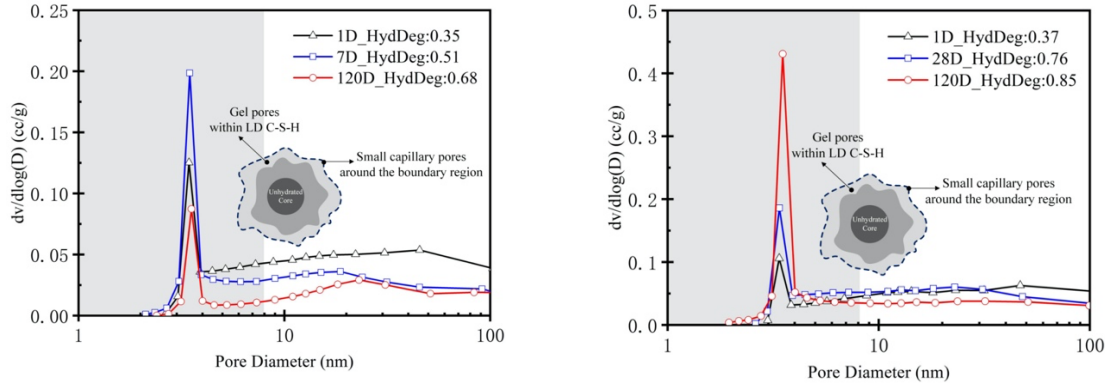 0.25
0.20
0.15
0.10
0.05
0.00
dv/dlog(D) (cc/g)
1D_HydDeg:0.35
7D_HydDeg:0.51
120D_HydDeg:0.68
Gel pores
within LD C-S-H
Small capillary pores
around the boundary region
Unhydrated
Core
1
10
100
Pore Diameter (nm)
0.5
0.4
0.3
0.2
0.1
0.0
dv/dlog(D) (cc/g)
1D_HydDeg:0.37
28D_HydDeg:0.76
120D_HydDeg:0.85
Gel pores
within LD C-S-H
Small capillary pores
around the boundary region
Unhydrated
Core
1
10
100
Pore Diameter (nm)